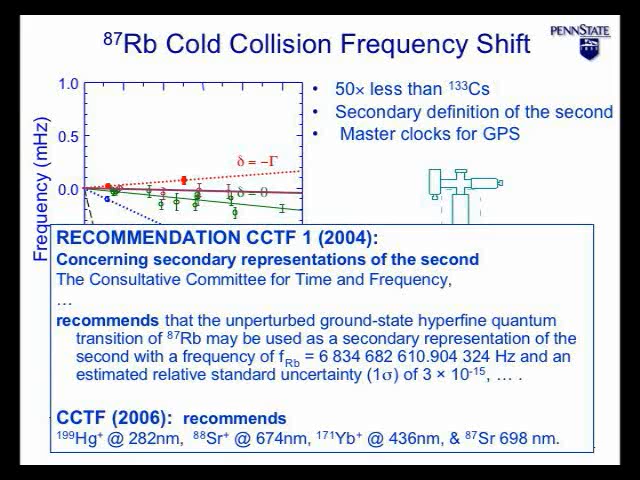 ⁸⁷Rb Cold Collision Frequency Shift
PENNSTATE
1855
• 50× less than ¹³³Cs
• Secondary definition of the second
• Master clocks for GPS
1.0
0.5
0.0
Frequency (mHz)
δ = −Γ
δ = 0
RECOMMENDATION CCTF 1 (2004):
Concerning secondary representations of the second
The Consultative Committee for Time and Frequency,
…
recommends that the unperturbed ground-state hyperfine quantum
transition of ⁸⁷Rb may be used as a secondary representation of the
second with a frequency of f_Rb = 6 834 682 610.904 324 Hz and an
estimated relative standard uncertainty (1σ) of 3 × 10⁻¹⁵, … .
CCTF (2006): recommends
¹⁹⁹Hg⁺ @ 282nm, ⁸⁸Sr⁺ @ 674nm, ¹⁷¹Yb⁺ @ 436nm, & ⁸⁷Sr 698 nm.